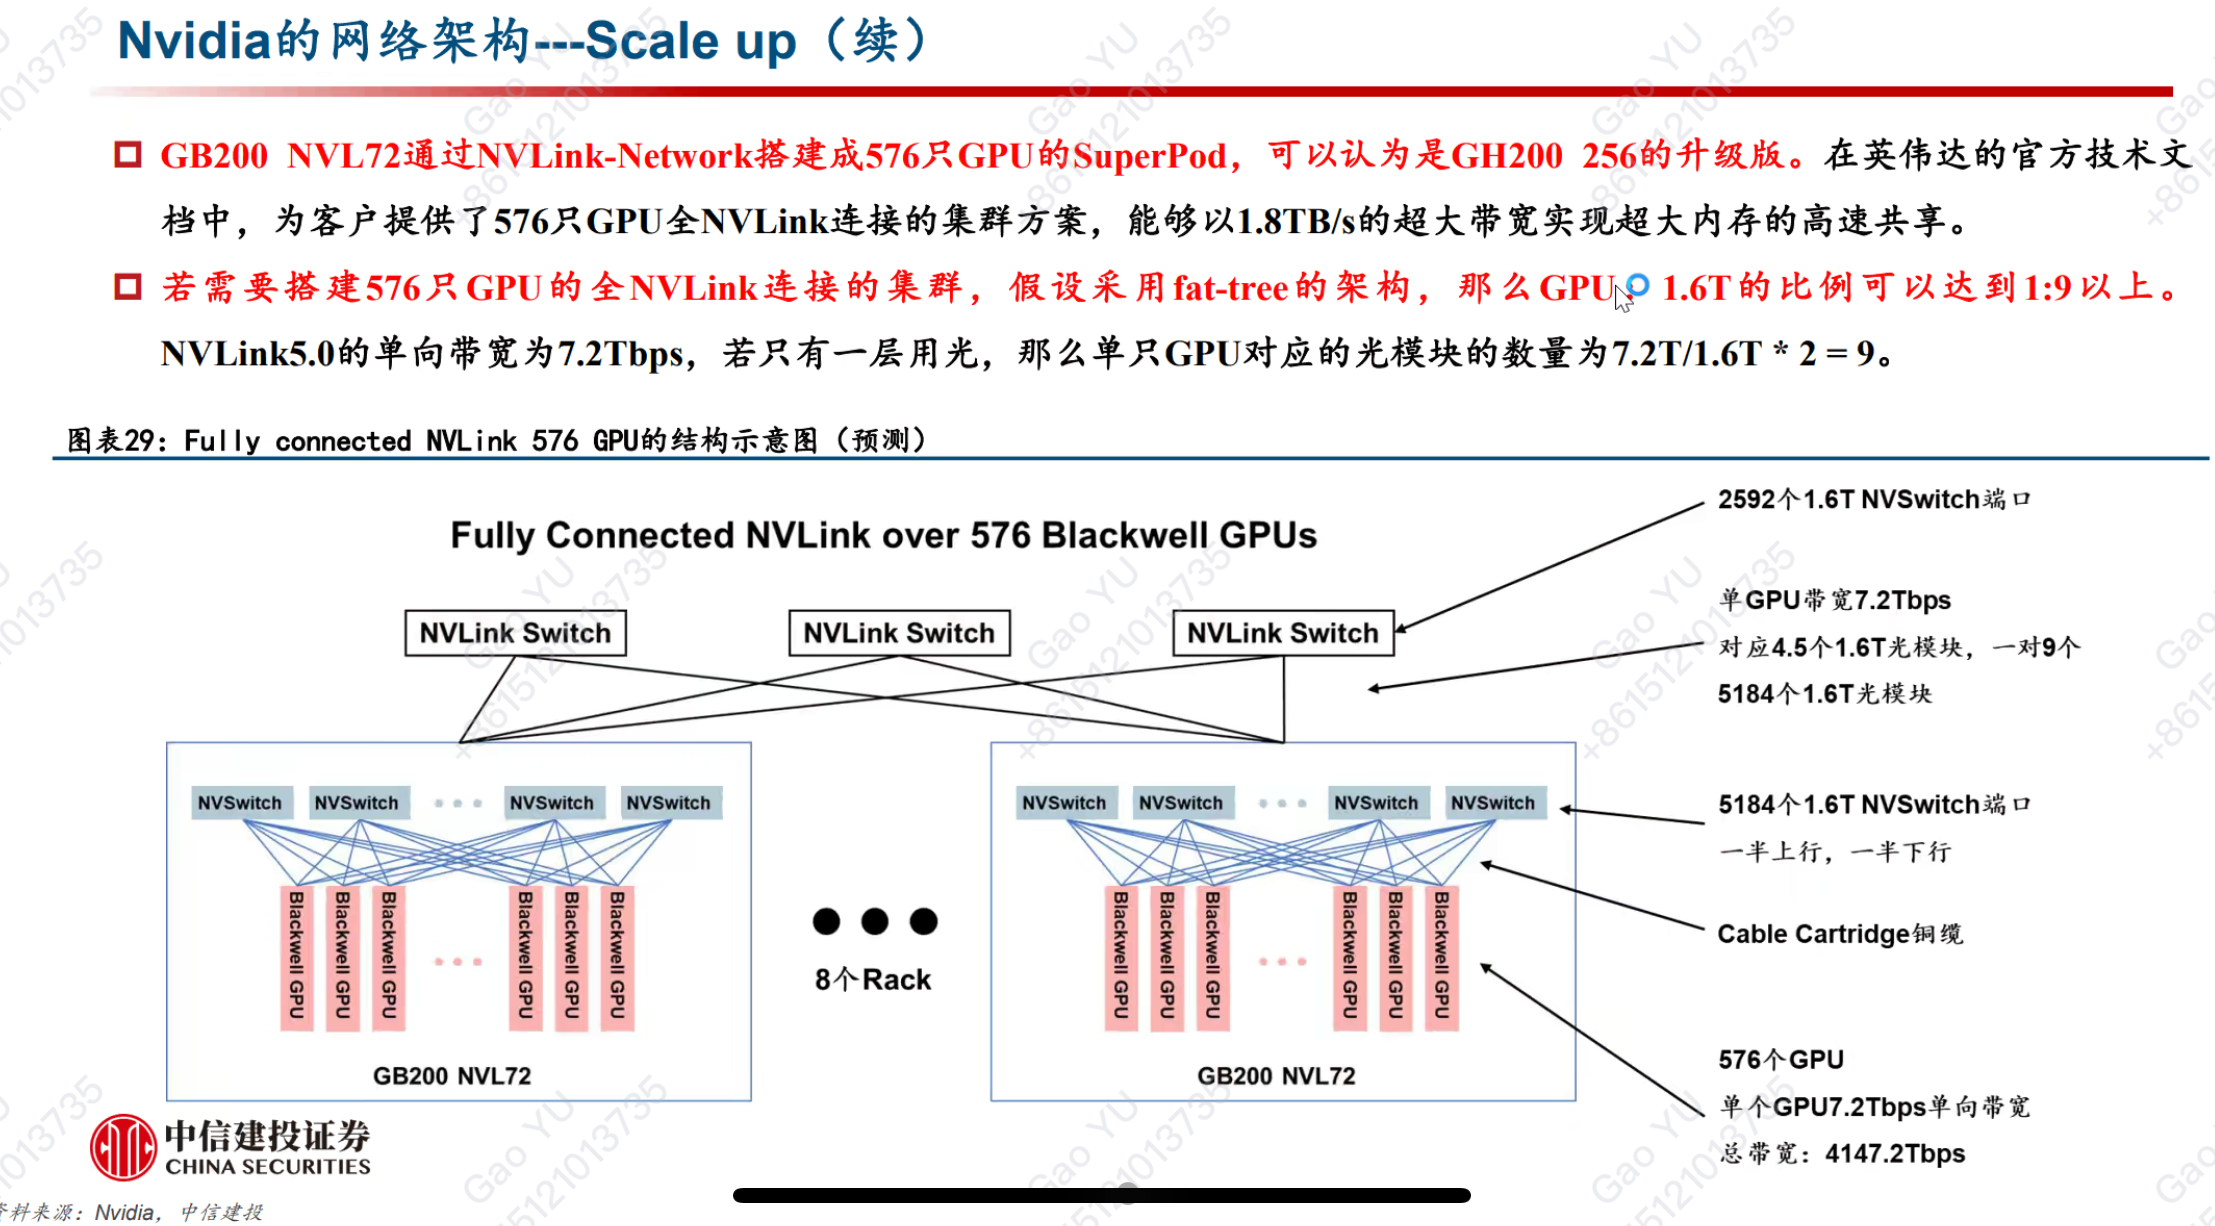 Nvidia的网络架构---Scale up（续）
GB200 NVL72通过NVLink-Network搭建成576只GPU的SuperPod，可以认为是GH200 256的升级版。在英伟达的官方技术文
档中，为客户提供了576只GPU全NVLink连接的集群方案，能够以1.8TB/s的超大带宽实现超大内存的高速共享。
若需要搭建576只GPU的全NVLink连接的集群，假设采用fat-tree的架构，那么GPU：1.6T的比例可以达到1:9以上。
NVLink5.0的单向带宽为7.2Tbps，若只有一层用光，那么单只GPU对应的光模块的数量为7.2T/1.6T * 2 = 9。
图表29：Fully connected NVLink 576 GPU的结构示意图（预测）
Fully Connected NVLink over 576 Blackwell GPUs
2592个1.6T NVSwitch端口
NVLink Switch NVLink Switch NVLink Switch
单GPU带宽7.2Tbps
对应4.5个1.6T光模块，一对9个
5184个1.6T光模块
NVSwitch NVSwitch NVSwitch NVSwitch
NVSwitch NVSwitch NVSwitch NVSwitch
5184个1.6T NVSwitch端口
一半上行，一半下行
Blackwell GPU Blackwell GPU Blackwell GPU Blackwell GPU Blackwell GPU Blackwell GPU
Blackwell GPU Blackwell GPU Blackwell GPU Blackwell GPU Blackwell GPU Blackwell GPU
Cable Cartridge铜缆
8个Rack
GB200 NVL72
GB200 NVL72
576个GPU
单个GPU7.2Tbps单向带宽
总带宽：4147.2Tbps
中信建投证券
CHINA SECURITIES
资料来源：Nvidia，中信建投
Gao YU
+8615121013735